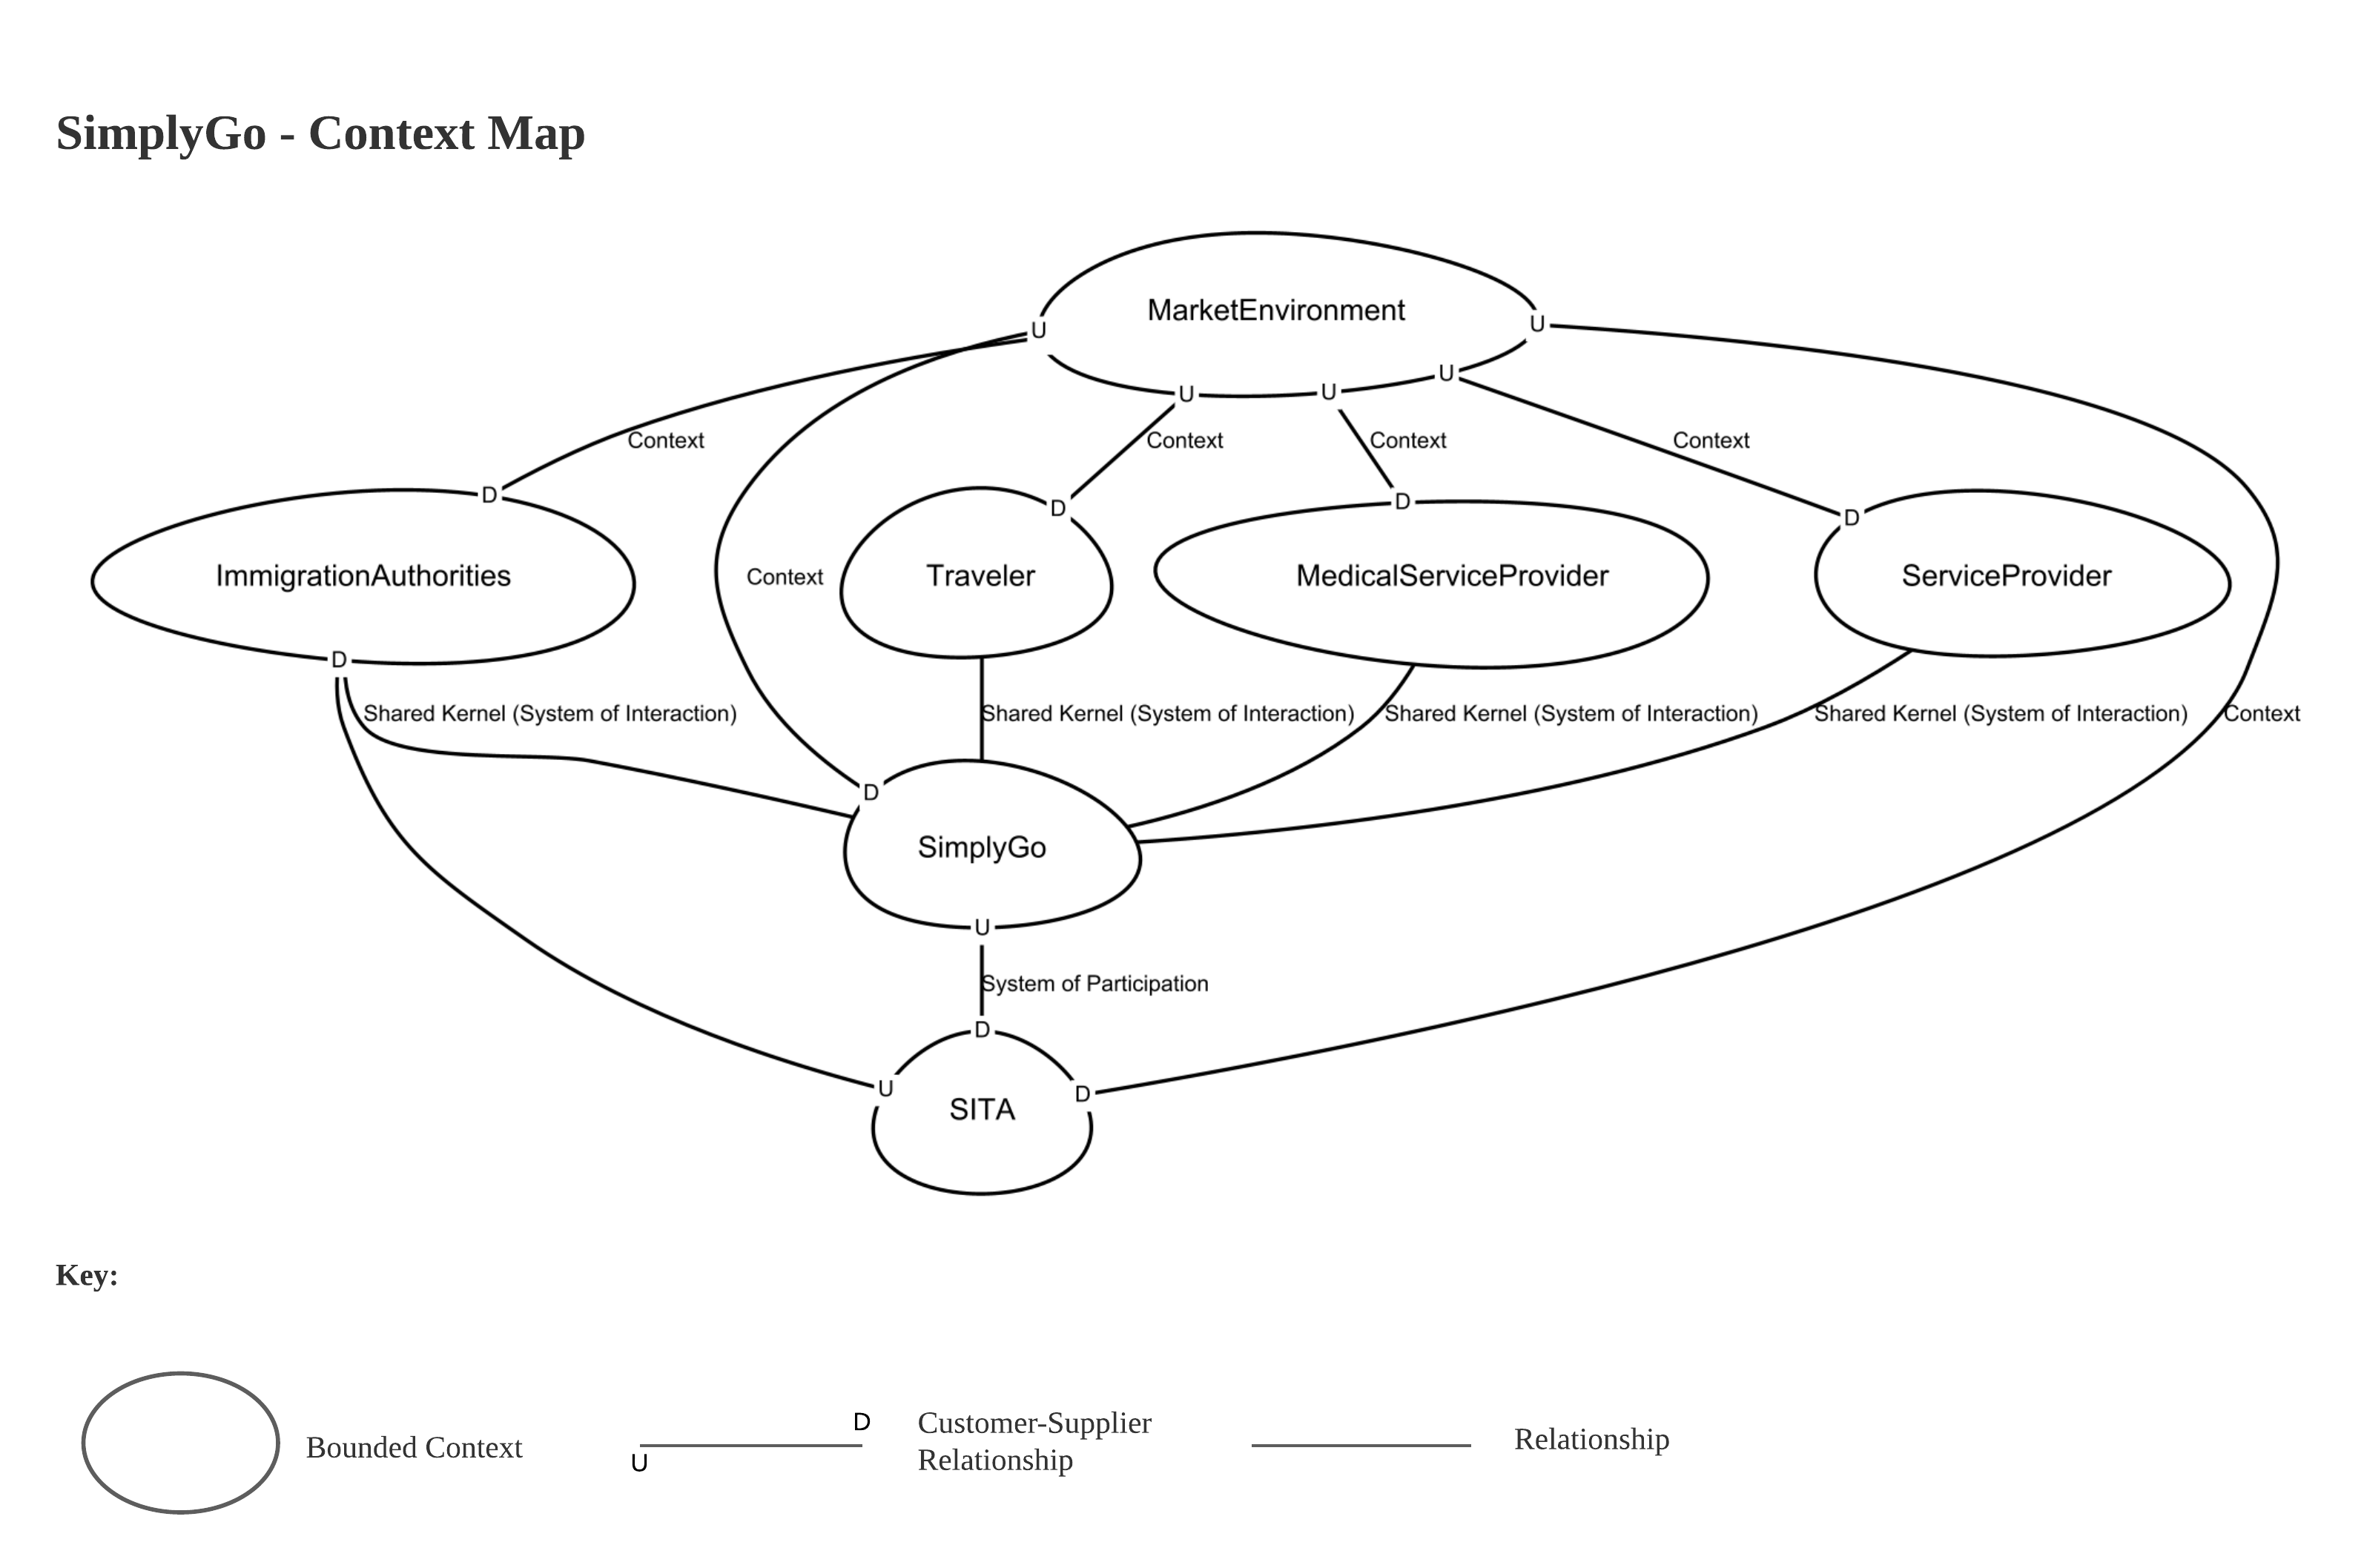 SimplyGo - Context Map
MarketEnvironment
U
U
U
U
U
Context
Context
Context
Context
D
D
D
D
ImmigrationAuthorities
Context
Traveler
MedicalServiceProvider
ServiceProvider
D
Shared Kernel (System of Interaction)
Shared Kernel (System of Interaction)
Shared Kernel (System of Interaction)
Shared Kernel (System of Interaction)
Context
D
SimplyGo
U
System of Participation
D
U
D
SITA
Key:
Bounded Context
U
D
Customer-Supplier
Relationship
Relationship